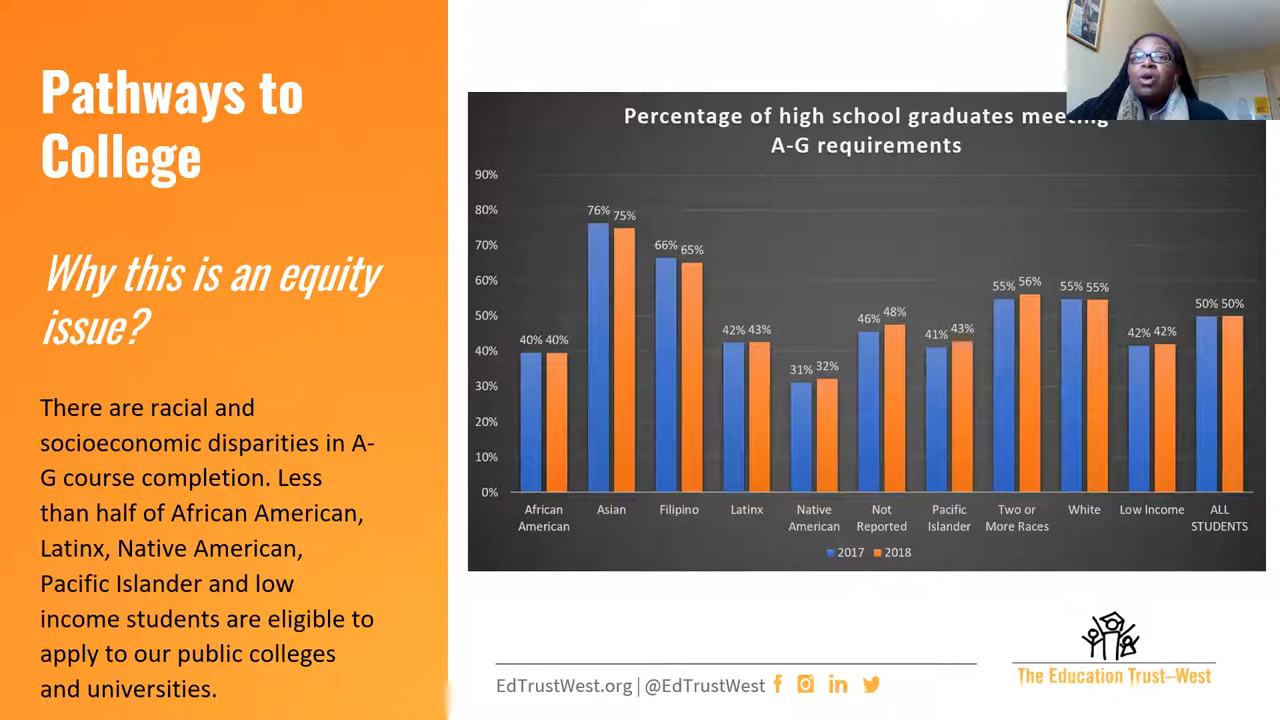 Pathways to
College
Why this is an equity
issue?
There are racial and
socioeconomic disparities in A-
G course completion. Less
than half of African American,
Latinx, Native American,
Pacific Islander and low
income students are eligible to
apply to our public colleges
and universities.
Percentage of high school graduates meeting
A-G requirements
90%
80%
70%
60%
50%
40%
30%
20%
10%
0%
40% 40%
76% 75%
66% 65%
42% 43%
31% 32%
46% 48%
41% 43%
55% 56%
55% 55%
42% 42%
50% 50%
African
American
Asian
Filipino
Latinx
Native
American
Not
Reported
Pacific
Islander
Two or
More Races
White
Low Income
ALL
STUDENTS
2017 2018
EdTrustWest.org | @EdTrustWest
The Education Trust–West